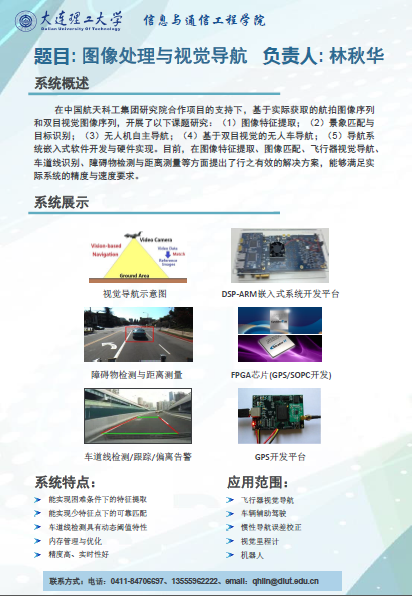 大连理工大学
Dalian University Of Technology
信息与通信工程学院
题目: 图像处理与视觉导航 负责人: 林秋华
系统概述
在中国航天科工集团研究院合作项目的支持下，基于实际获取的航拍图像序列
和双目视觉图像序列，开展了以下课题研究：（1）图像特征提取；（2）景象匹配与
目标识别；（3）无人机自主导航；（4）基于双目视觉的无人车导航；（5）导航系
统嵌入式软件开发与硬件实现。目前，在图像特征提取、图像匹配、飞行器视觉导航、
车道线识别、障碍物检测与距离测量等方面提出了行之有效的解决方案，能够满足实
际系统的精度与速度要求。
系统展示
Video Camera
Vision-based
Navigation
Video Data
Match
Reference
Images
Ground Area
视觉导航示意图
DSP-ARM嵌入式系统开发平台
障碍物检测与距离测量
FPGA芯片(GPS/SOPC开发)
车道线检测/跟踪/偏离告警
GPS开发平台
系统特点：
能实现困难条件下的特征提取
能实现少特征点下的可靠匹配
车道线检测具有动态阈值特性
内存管理与优化
精度高、实时性好
应用范围：
飞行器视觉导航
车辆辅助驾驶
惯性导航误差校正
视觉里程计
机器人
联系方式：电话：0411-84706697、13555962222、email：qhlin@dlut.edu.cn